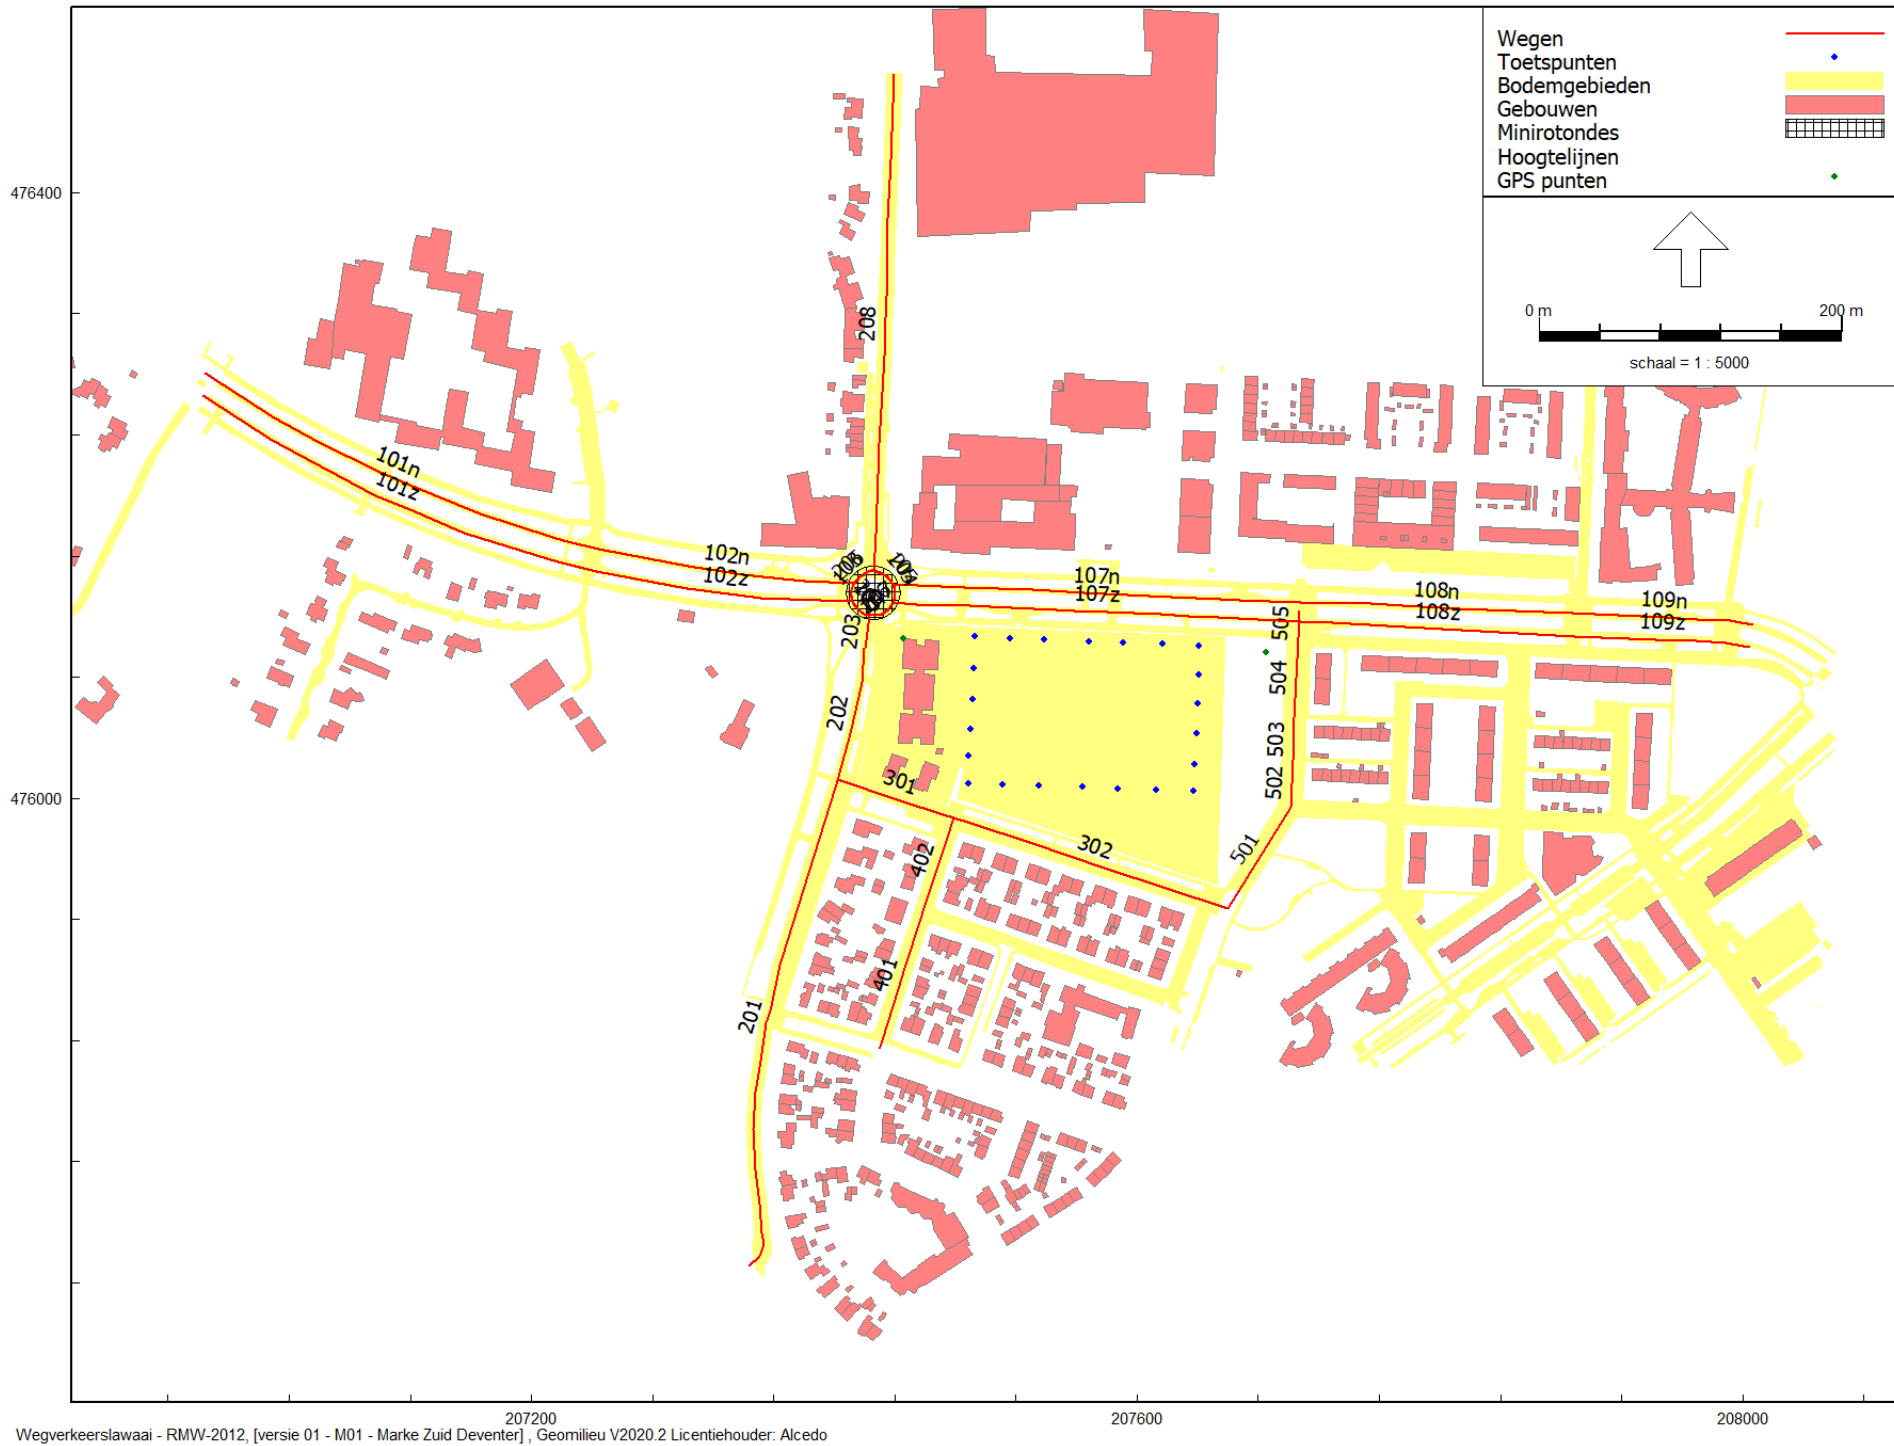 Wegen
Toetspunten
Bodemgebieden
Gebouwen
Minirotondes
Hoogtelijnen
GPS punten
0 m
200 m
schaal = 1 : 5000
476400
476000
208
101n
101z
102n
102z
107n
107z
108n
108z
109n
109z
203
202
201
301
302
402
401
501
502
503
504
505
207200
207600
208000
Wegverkeerslawaai - RMW-2012, [versie 01 - M01 - Marke Zuid Deventer] , Geomilieu V2020.2 Licentiehouder: Alcedo